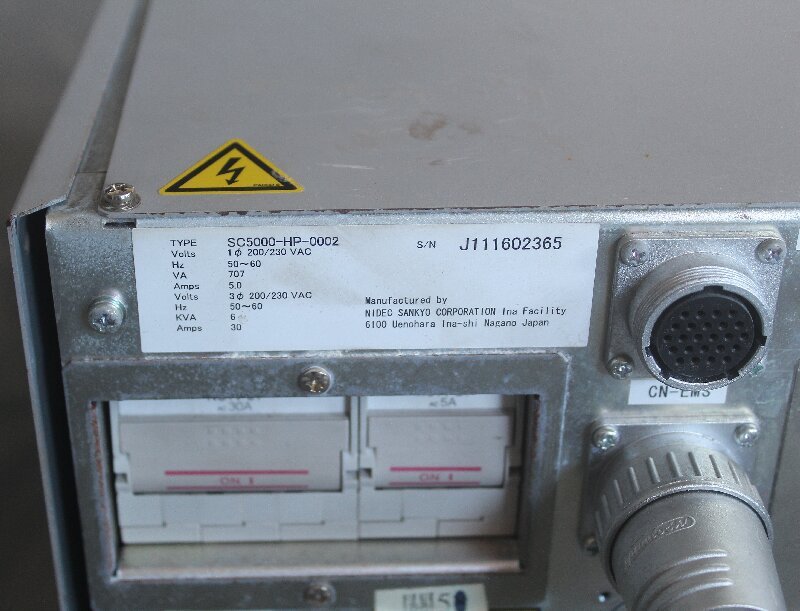 TYPE SC5000-HP-0002 S/N J111602365
Volts 1φ 200/230 VAC
Hz 50~60
VA 707
Amps 5.0
Volts 3φ 200/230 VAC
Hz 50~60
KVA 6
Amps 30
Manufactured by
NIDEC SANKYO CORPORATION Ina Facility
6100 Uenohara Ina-shi Nagano Japan
CN-EMS
≤30A ≤5A
ON I ON I